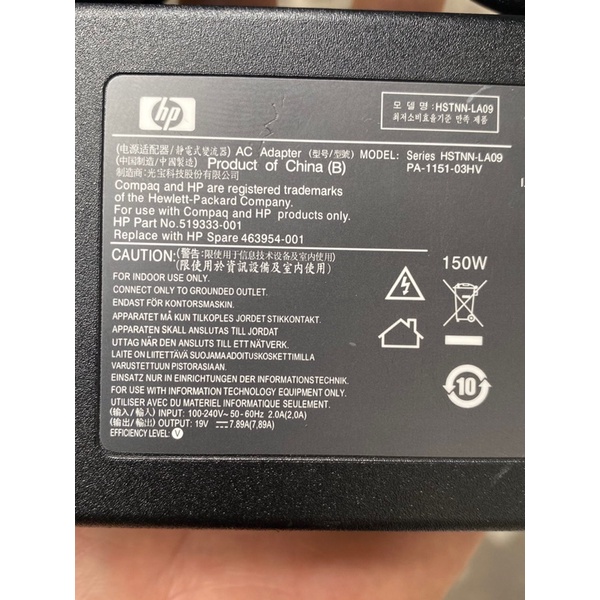 hp
모델명:HSTNN-LA09
최저소비효율기준 만족 제품
(电源适配器/靜電式變流器) AC Adapter (型号/型號) MODEL: Series HSTNN-LA09
(中国制造/中國製造) Product of China (B) PA-1151-03HV
制造商:光宝科技股份有限公司
Compaq and HP are registered trademarks
of the Hewlett-Packard Company.
For use with Compaq and HP products only.
HP Part No.519333-001
Replace with HP Spare 463954-001
CAUTION:(警告:限使用于信息技术设备及室内使用)
(限使用於資訊設備及室内使用)
FOR INDOOR USE ONLY.
CONNECT ONLY TO GROUNDED OUTLET.
ENDAST FÖR KONTORSMASKIN.
APPARATET MÅ KUN TILKOPLES JORDET STIKKONTAKT.
APPARATEN SKALL ANSLUTAS TILL JORDAT
UTTAG NÄR DEN ANSLUTS TILL ETT NÄTVERK.
LAITE ON LIITETTÄVÄ SUOJAMAADOITUSKOSKETTIMILLA
VARUSTETTUUN PISTORASIAAN.
EINSATZ NUR IN EINRICHTUNGEN DER INFORMATIONSTECHNIK.
FOR USE WITH INFORMATION TECHNOLOGY EQUIPMENT ONLY.
UTILISER AVEC DU MATERIEL INFORMATIQUE SEULEMENT.
(输入/輸入) INPUT: 100-240V~ 50-60Hz 2.0A(2,0A)
(输出/輸出) OUTPUT: 19V ⎓ 7.89A(7,89A)
EFFICIENCY LEVEL Ⓥ
150W
10